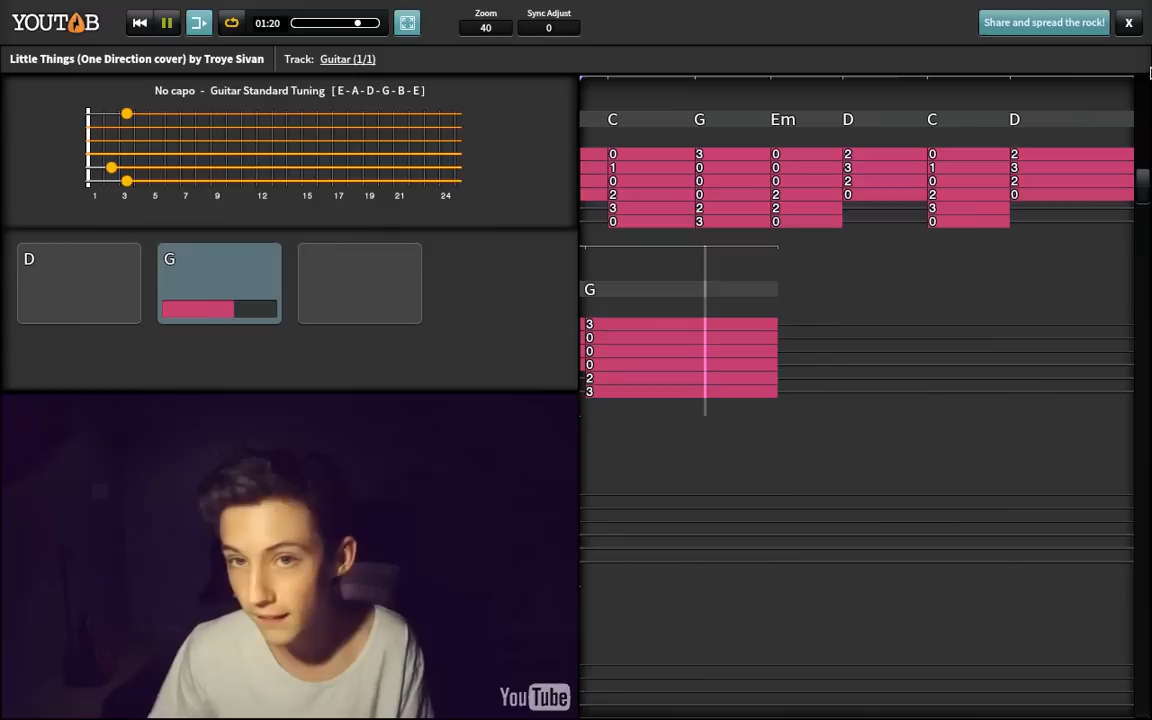 YOUTAB
01:20
Zoom
40
Sync Adjust
0
Share and spread the rock!
X
Little Things (One Direction cover) by Troye Sivan
Track: Guitar (1/1)
No capo - Guitar Standard Tuning [ E - A - D - G - B - E ]
1 3 5 7 9 12 15 17 19 21 24
D G
C G Em D C D
0 3 0 2 0 2
1 0 0 3 1 3
0 0 0 2 0 2
2 0 2 0 2 0
3 2 2 3
0 3 0 0
G
3
0
0
0
2
3
YouTube